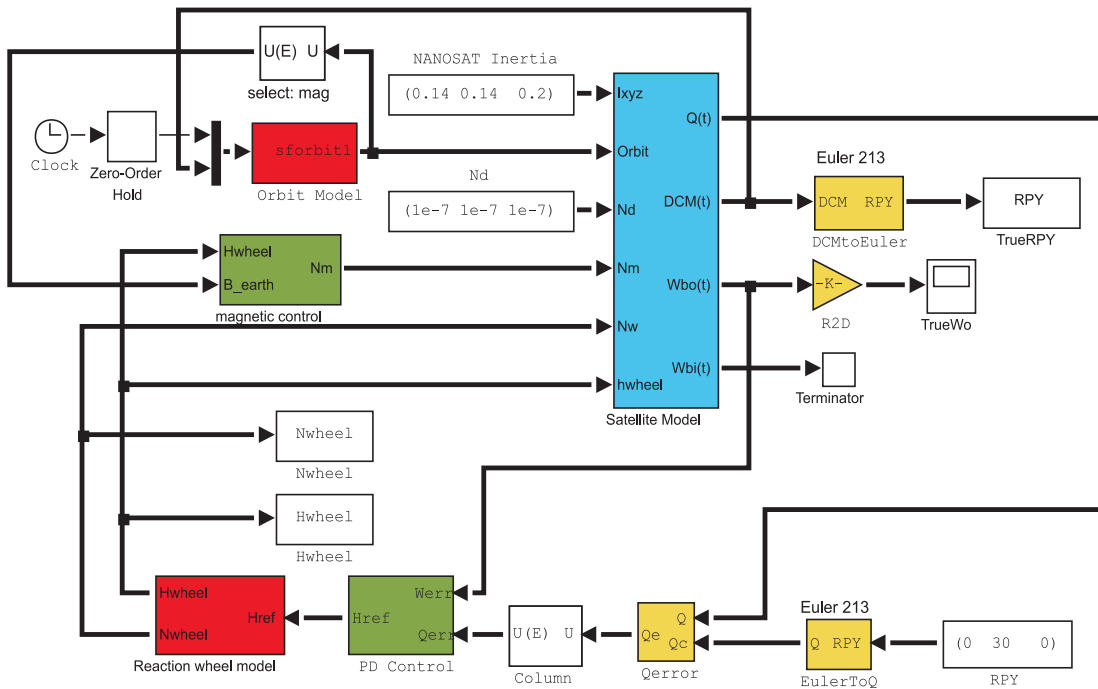 U(E) U
select: mag
Clock
Zero-Order
Hold
sforbit1
Orbit Model
NANOSAT Inertia
(0.14 0.14 0.2)
Nd
(1e-7 1e-7 1e-7)
Ixyz
Orbit
Nd
Nm
Nw
hwheel
Q(t)
DCM(t)
Wbo(t)
Wbi(t)
Satellite Model
Euler 213
DCM RPY
DCMtoEuler
RPY
TrueRPY
-K-
R2D
TrueWo
Terminator
Hwheel
B_earth
Nm
magnetic control
Nwheel
Nwheel
Hwheel
Hwheel
Hwheel
Nwheel
Href
Reaction wheel model
Werr
Href
Qerr
PD Control
U(E) U
Column
Q
Qe
Qc
Qerror
Euler 213
Q RPY
EulerToQ
(0 30 0)
RPY